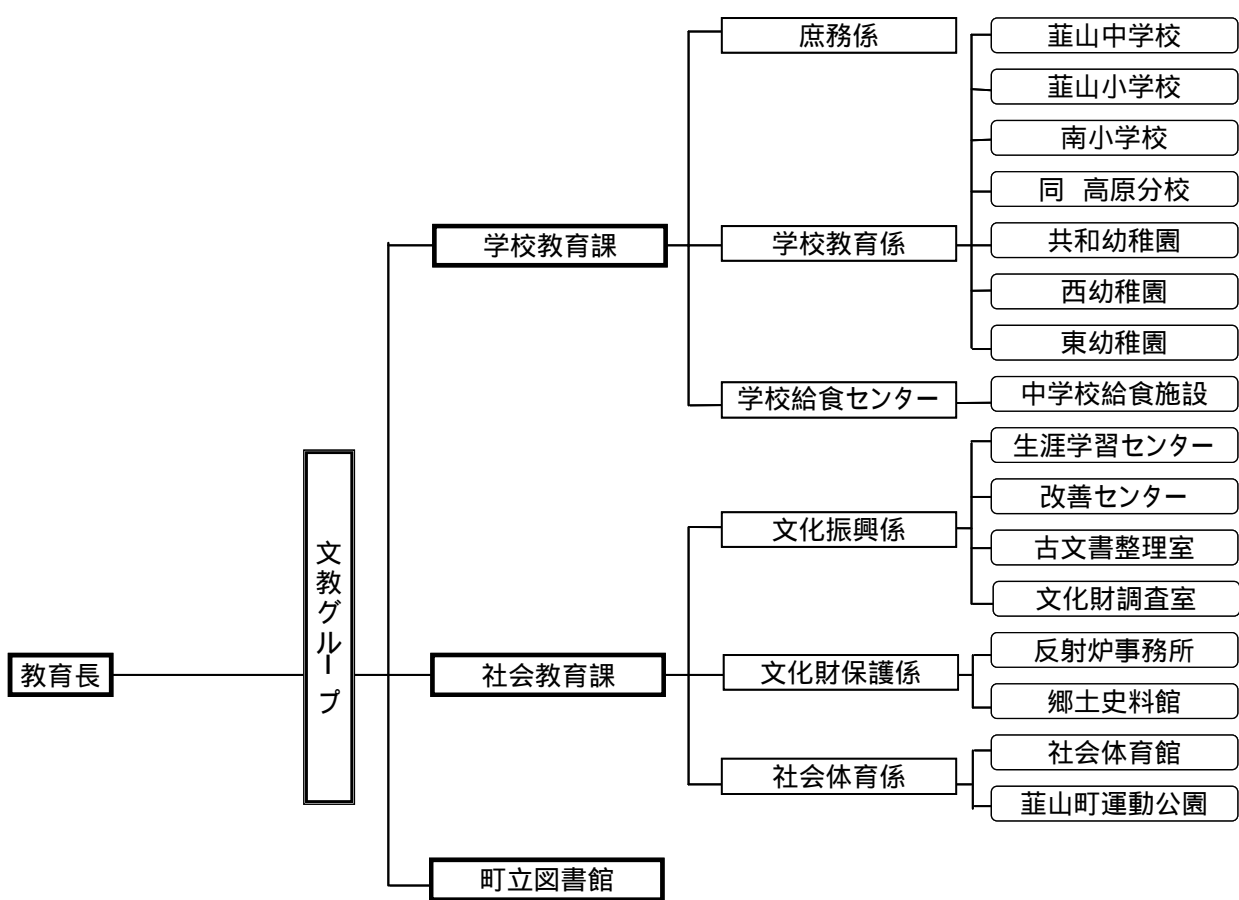 教育長
文教グループ
学校教育課
庶務係
学校教育係
韮山中学校
韮山小学校
南小学校
同 高原分校
共和幼稚園
西幼稚園
東幼稚園
学校給食センター
中学校給食施設
社会教育課
文化振興係
生涯学習センター
改善センター
古文書整理室
文化財調査室
文化財保護係
反射炉事務所
郷土史料館
社会体育係
社会体育館
韮山町運動公園
町立図書館